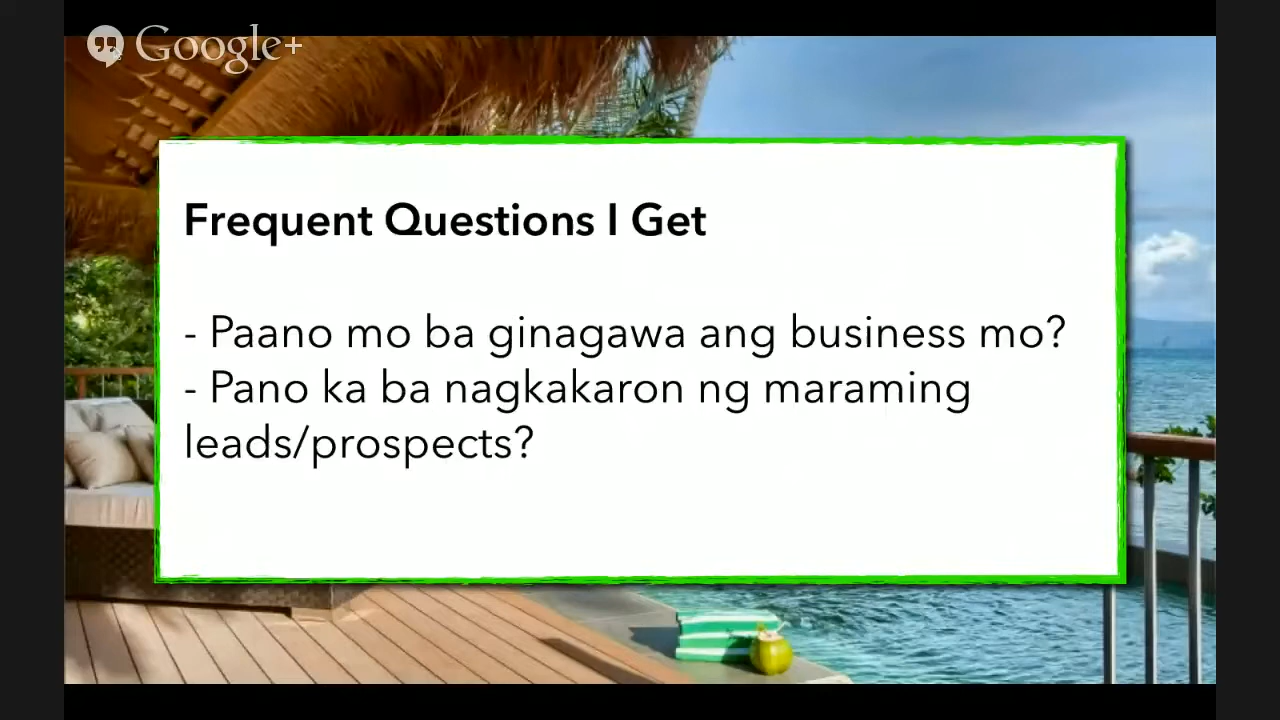 Google+
Frequent Questions I Get
- Paano mo ba ginagawa ang business mo?
- Pano ka ba nagkakaron ng maraming
leads/prospects?